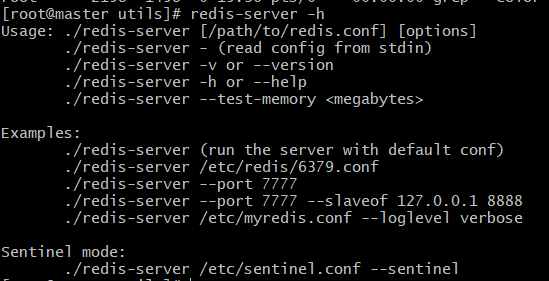 [root@master utils]# redis-server -h
Usage: ./redis-server [/path/to/redis.conf] [options]
       ./redis-server - (read config from stdin)
       ./redis-server -v or --version
       ./redis-server -h or --help
       ./redis-server --test-memory <megabytes>

Examples:
       ./redis-server (run the server with default conf)
       ./redis-server /etc/redis/6379.conf
       ./redis-server --port 7777
       ./redis-server --port 7777 --slaveof 127.0.0.1 8888
       ./redis-server /etc/myredis.conf --loglevel verbose

Sentinel mode:
       ./redis-server /etc/sentinel.conf --sentinel